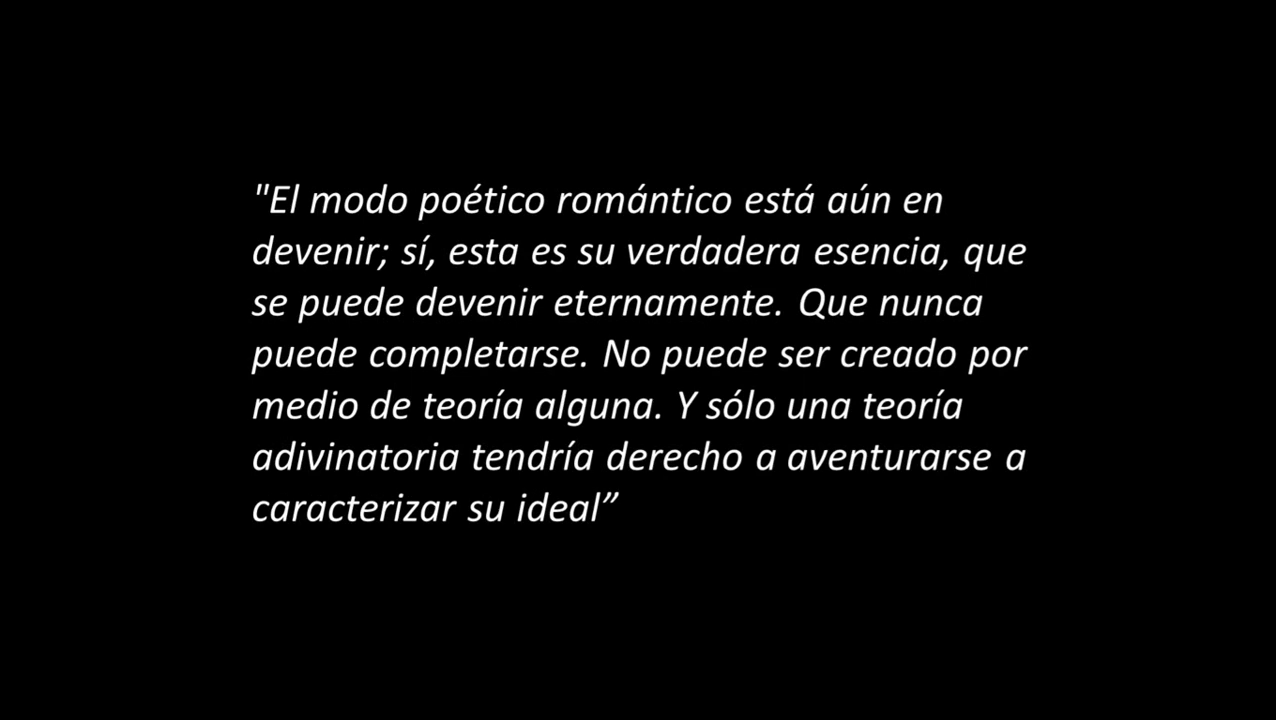 "El modo poético romántico está aún en
devenir; sí, esta es su verdadera esencia, que
se puede devenir eternamente. Que nunca
puede completarse. No puede ser creado por
medio de teoría alguna. Y sólo una teoría
adivinatoria tendría derecho a aventurarse a
caracterizar su ideal”